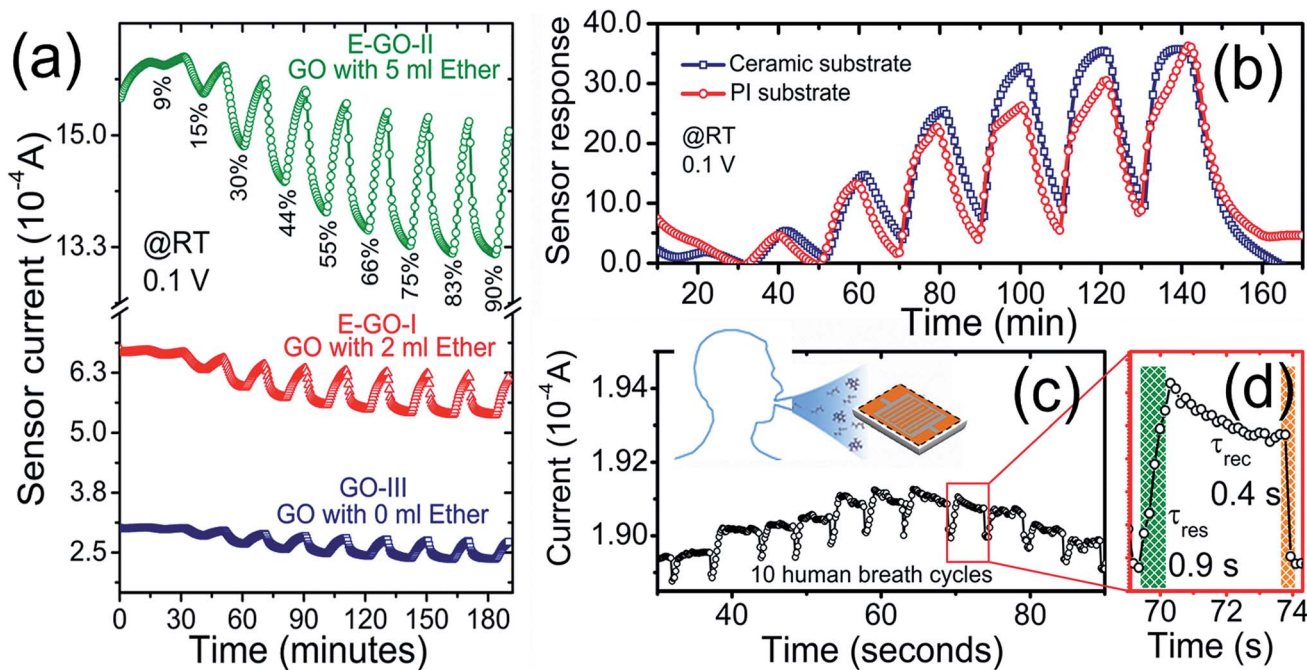 (a)
E-GO-II
GO with 5 ml Ether
9%
15%
30%
44%
55%
66%
75%
83%
90%
@RT
0.1 V
E-GO-I
GO with 2 ml Ether
GO-III
GO with 0 ml Ether
Sensor current (10⁻⁴ A)
15.0
13.3
6.3
5.0
3.8
2.5
0 30 60 90 120 150 180
Time (minutes)
(b)
Ceramic substrate
PI substrate
@RT
0.1 V
Sensor response
40.0
30.0
20.0
10.0
0.0
20 40 60 80 100 120 140 160
Time (min)
(c)
Current (10⁻⁴ A)
1.94
1.92
1.90
10 human breath cycles
40 60 80
Time (seconds)
(d)
τrec
0.4 s
τres
0.9 s
70 72 74
Time (s)